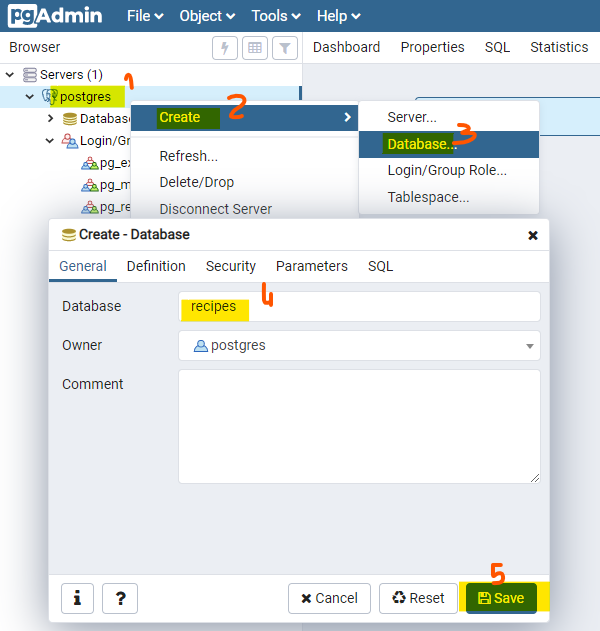 pgAdmin File Object Tools Help
Browser Dashboard Properties SQL Statistics
Servers (1) 1
postgres
Databas Create 2 Server...
Login/Gr Database... 3
pg_ex Refresh... Login/Group Role...
pg_m Delete/Drop Tablespace...
pg_re Disconnect Server
Create - Database
General Definition Security Parameters SQL
4
Database recipes
Owner postgres
Comment
5
i ? Cancel Reset Save